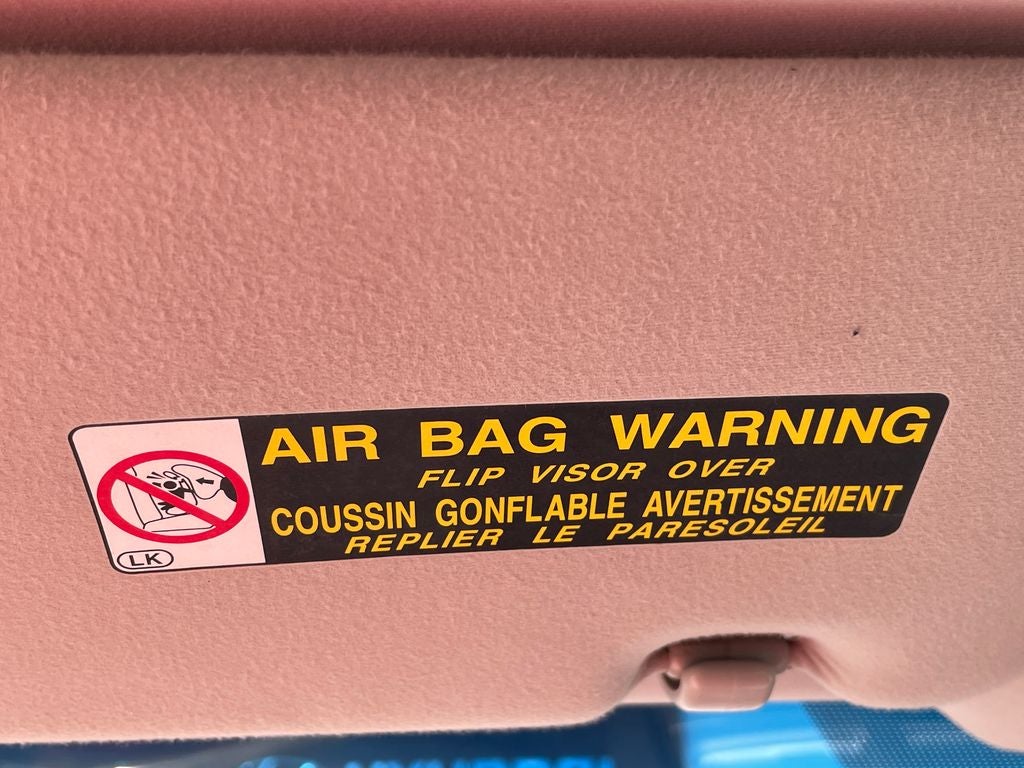 AIR BAG WARNING
FLIP VISOR OVER
COUSSIN GONFLABLE AVERTISSEMENT
REPLIER LE PARESOLEIL
LK